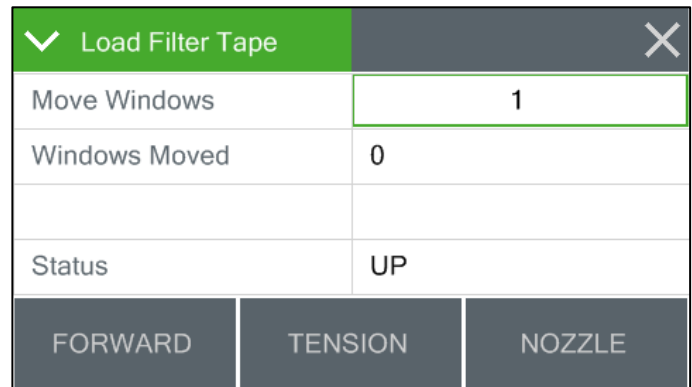 Load Filter Tape
Move Windows 1
Windows Moved 0
Status UP
FORWARD TENSION NOZZLE